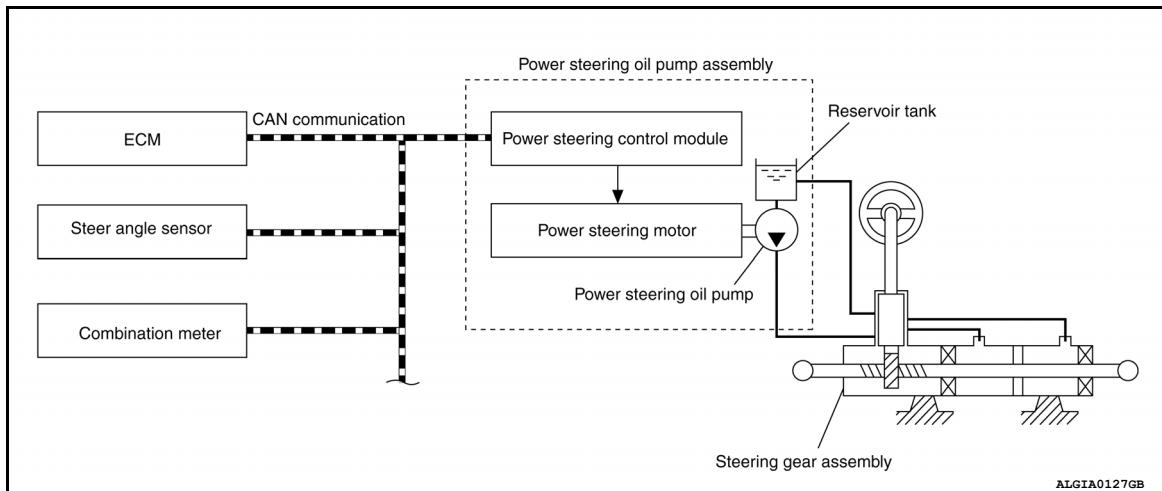 Power steering oil pump assembly
Reservoir tank
CAN communication
ECM
Power steering control module
Steer angle sensor
Power steering motor
Power steering oil pump
Combination meter
Steering gear assembly
ALGIA0127GB